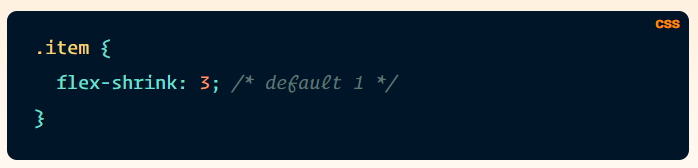 CSS
.item {
  flex-shrink: 3; /* default 1 */
}